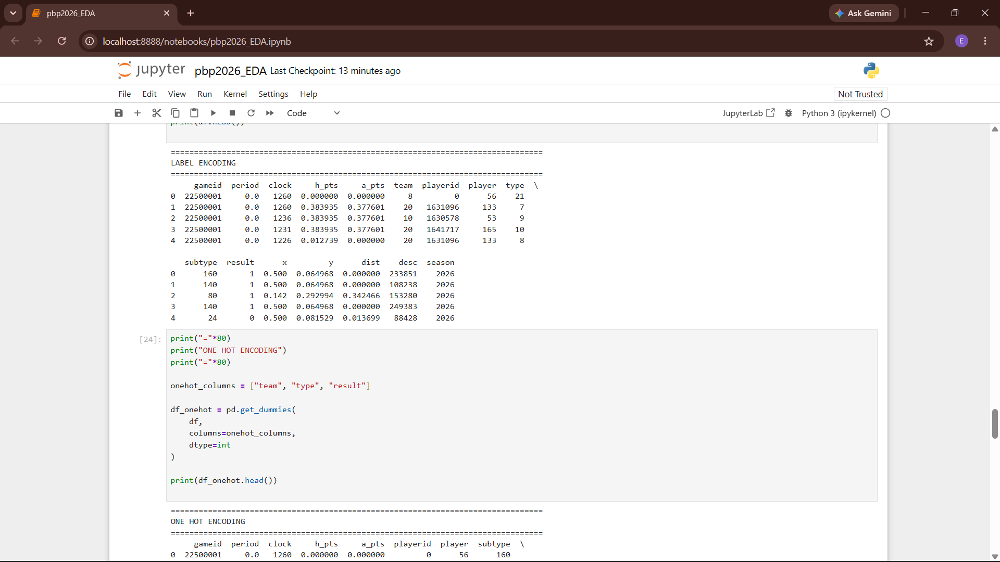 pbp2026_EDA
Ask Gemini
localhost:8888/notebooks/pbp2026_EDA.ipynb
E
jupyter pbp2026_EDA Last Checkpoint: 13 minutes ago
File Edit View Run Kernel Settings Help
Not Trusted
Code
JupyterLab
Python 3 (ipykernel)
print(df.head())
================================================================================
LABEL ENCODING
================================================================================
     gameid  period  clock     h_pts     a_pts  team  playerid  player  type  \
0  22500001     0.0   1260  0.000000  0.000000     8         0      56    21
1  22500001     0.0   1260  0.383935  0.377601    20   1631096     133     7
2  22500001     0.0   1236  0.383935  0.377601    10   1630578      53     9
3  22500001     0.0   1231  0.383935  0.377601    20   1641717     165    10
4  22500001     0.0   1226  0.012739  0.000000    20   1631096     133     8
   subtype  result      x         y      dist    desc  season
0      160       1  0.500  0.064968  0.000000  233851    2026
1      140       1  0.500  0.064968  0.000000  108238    2026
2       80       1  0.142  0.292994  0.342466  153280    2026
3      140       1  0.500  0.064968  0.000000  249383    2026
4       24       0  0.500  0.081529  0.013699   88428    2026
[24]:
print("="*80)
print("ONE HOT ENCODING")
print("="*80)
onehot_columns = ["team", "type", "result"]
df_onehot = pd.get_dummies(
    df,
    columns=onehot_columns,
    dtype=int
)
print(df_onehot.head())
================================================================================
ONE HOT ENCODING
================================================================================
     gameid  period  clock     h_pts     a_pts  playerid  player  subtype  \
0  22500001     0.0   1260  0.000000  0.000000         0      56      160